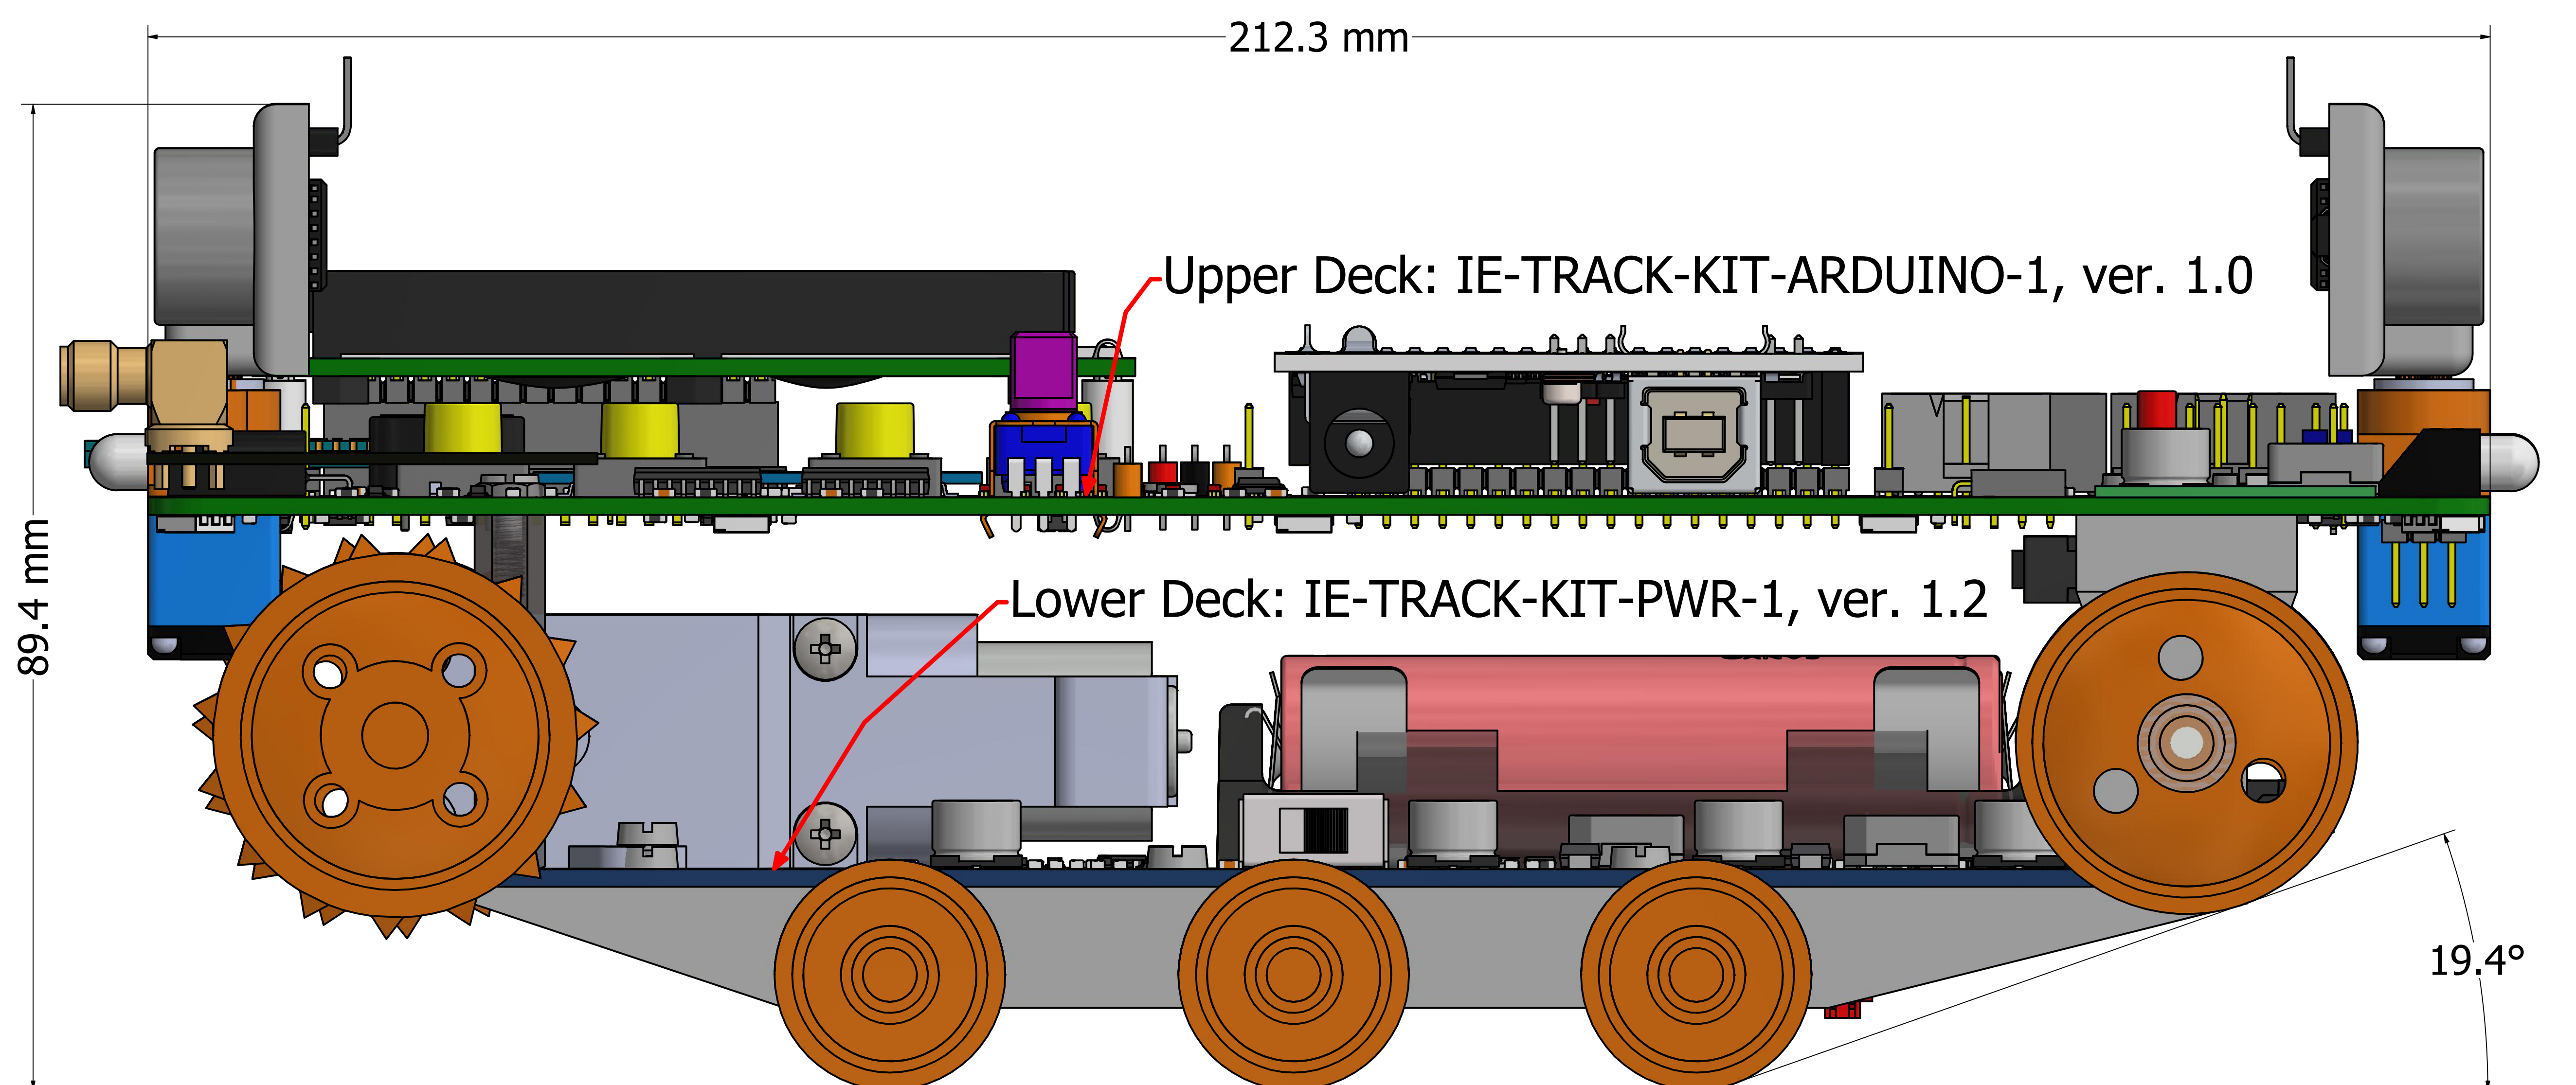 212.3 mm
Upper Deck: IE-TRACK-KIT-ARDUINO-1, ver. 1.0
Lower Deck: IE-TRACK-KIT-PWR-1, ver. 1.2
89.4 mm
19.4°